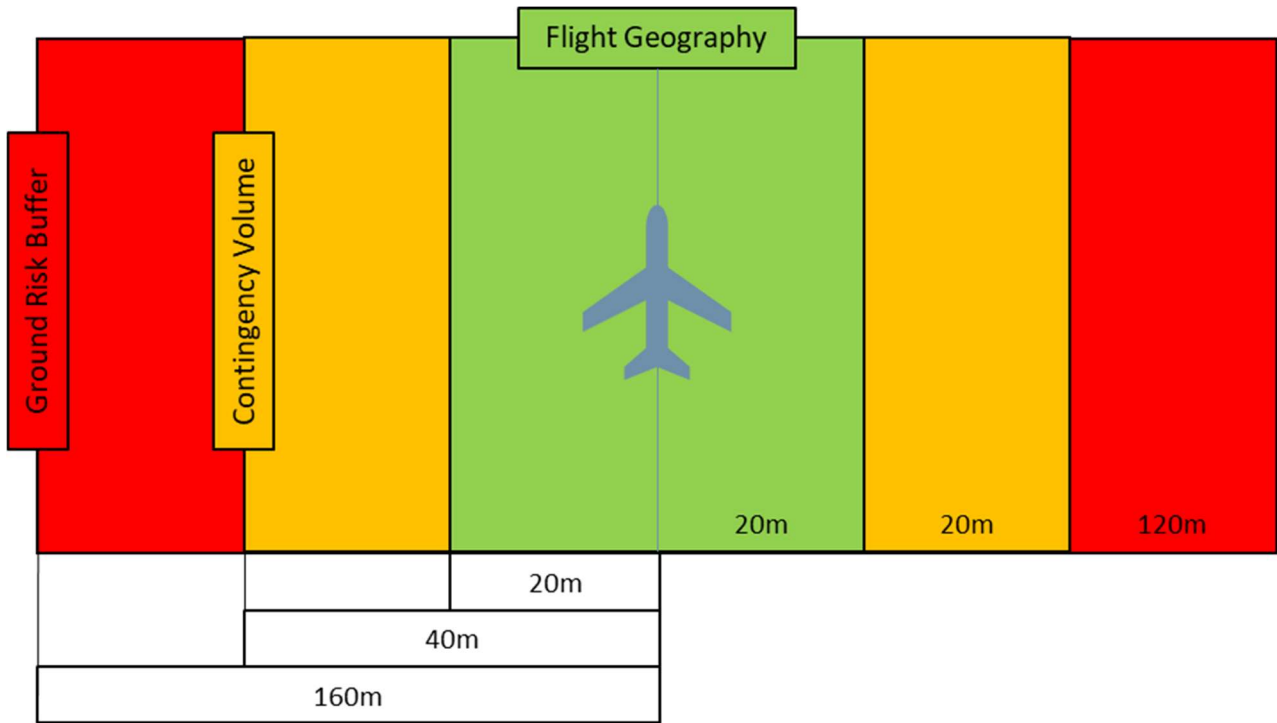 Flight Geography
Ground Risk Buffer
Contingency Volume
20m
20m
120m
20m
40m
160m